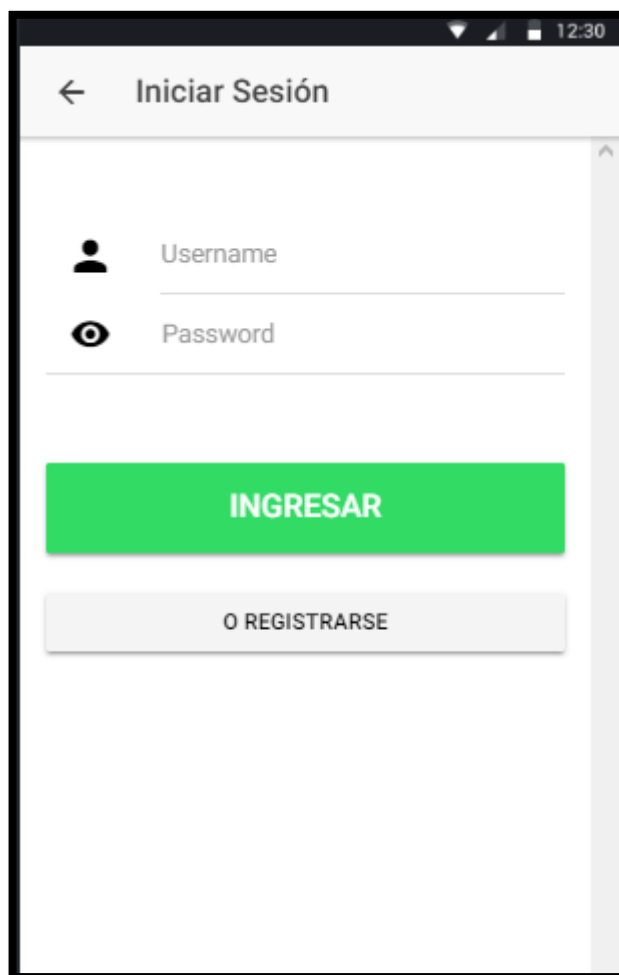 12:30
Iniciar Sesión
Username
Password
INGRESAR
O REGISTRARSE